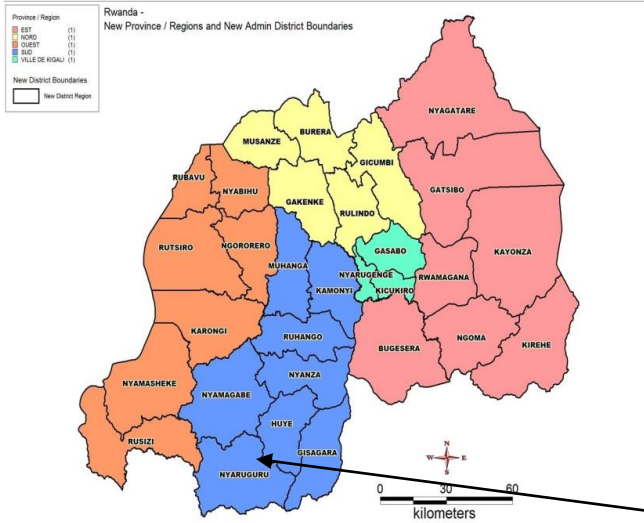 Province / Region
EST (1)
NORD (1)
OUEST (1)
SUD (1)
VILLE DE KIGALI (1)
New District Boundaries
New District Region
Rwanda -
New Province / Regions and New Admin District Boundaries
NYAGATARE
BURERA
MUSANZE
GICUMBI
RUBAVU
NYABIHU
GAKENKE
RULINDO
GATSIBO
RUTSIRO
NGORORERO
MUHANGA
GASABO
KAYONZA
NYARUGENGE
RWAMAGANA
KAMONYI
KICUKIRO
KARONGI
RUHANGO
BUGESERA
NGOMA
KIREHE
NYANZA
NYAMASHEKE
NYAMAGABE
HUYE
RUSIZI
GISAGARA
NYARUGURU
N
W E
S
0 30 60
kilometers